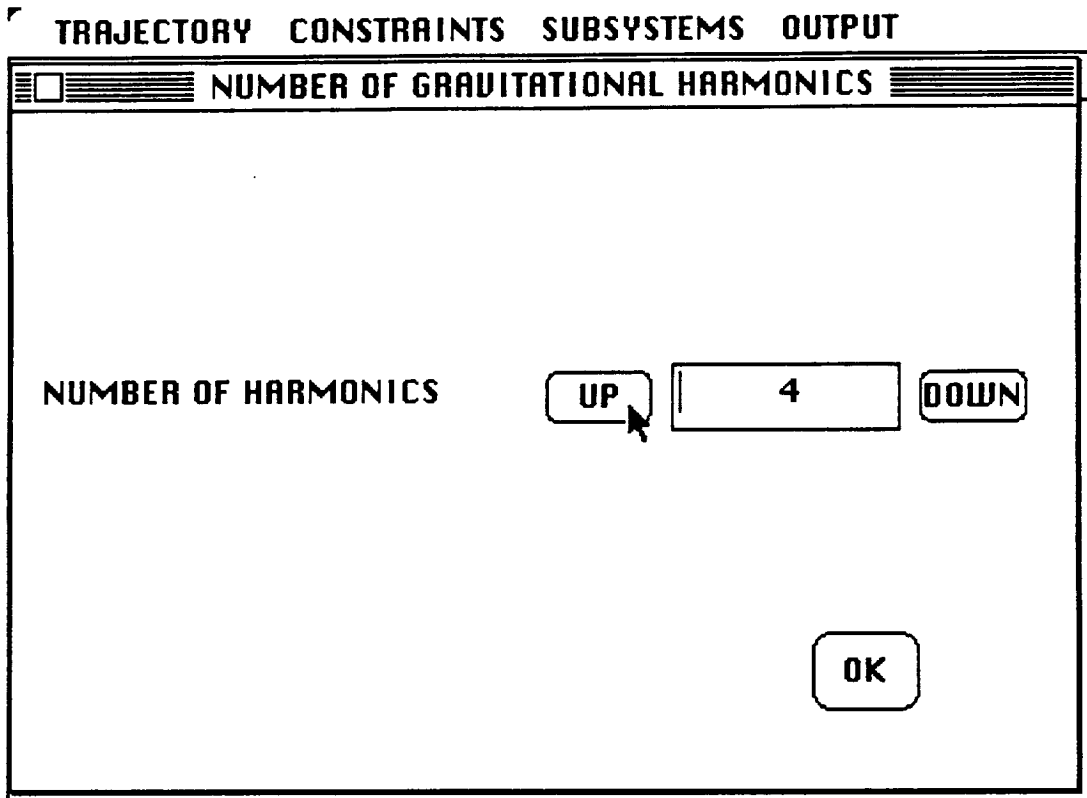 TRAJECTORY CONSTRAINTS SUBSYSTEMS OUTPUT
NUMBER OF GRAVITATIONAL HARMONICS
NUMBER OF HARMONICS UP 4 DOWN
OK